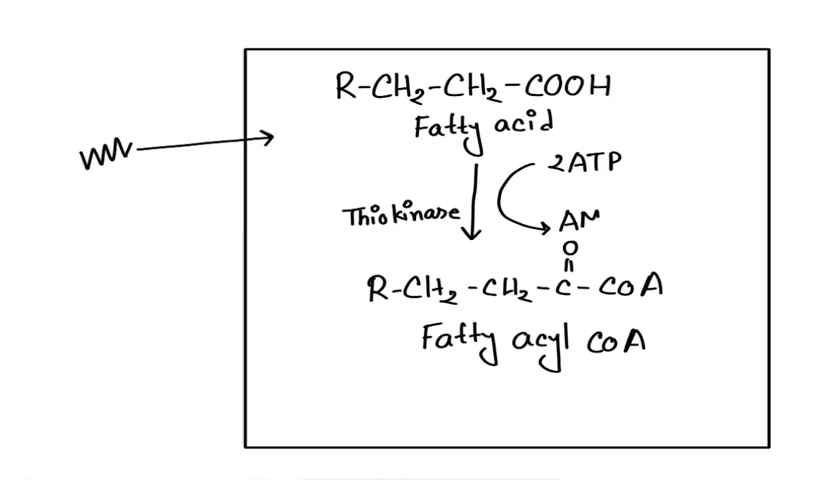 R-CH₂-CH₂-COOH
Fatty acid
2ATP
Thiokinase
AM
O
R-CH₂-CH₂-C-COA
Fatty acyl COA